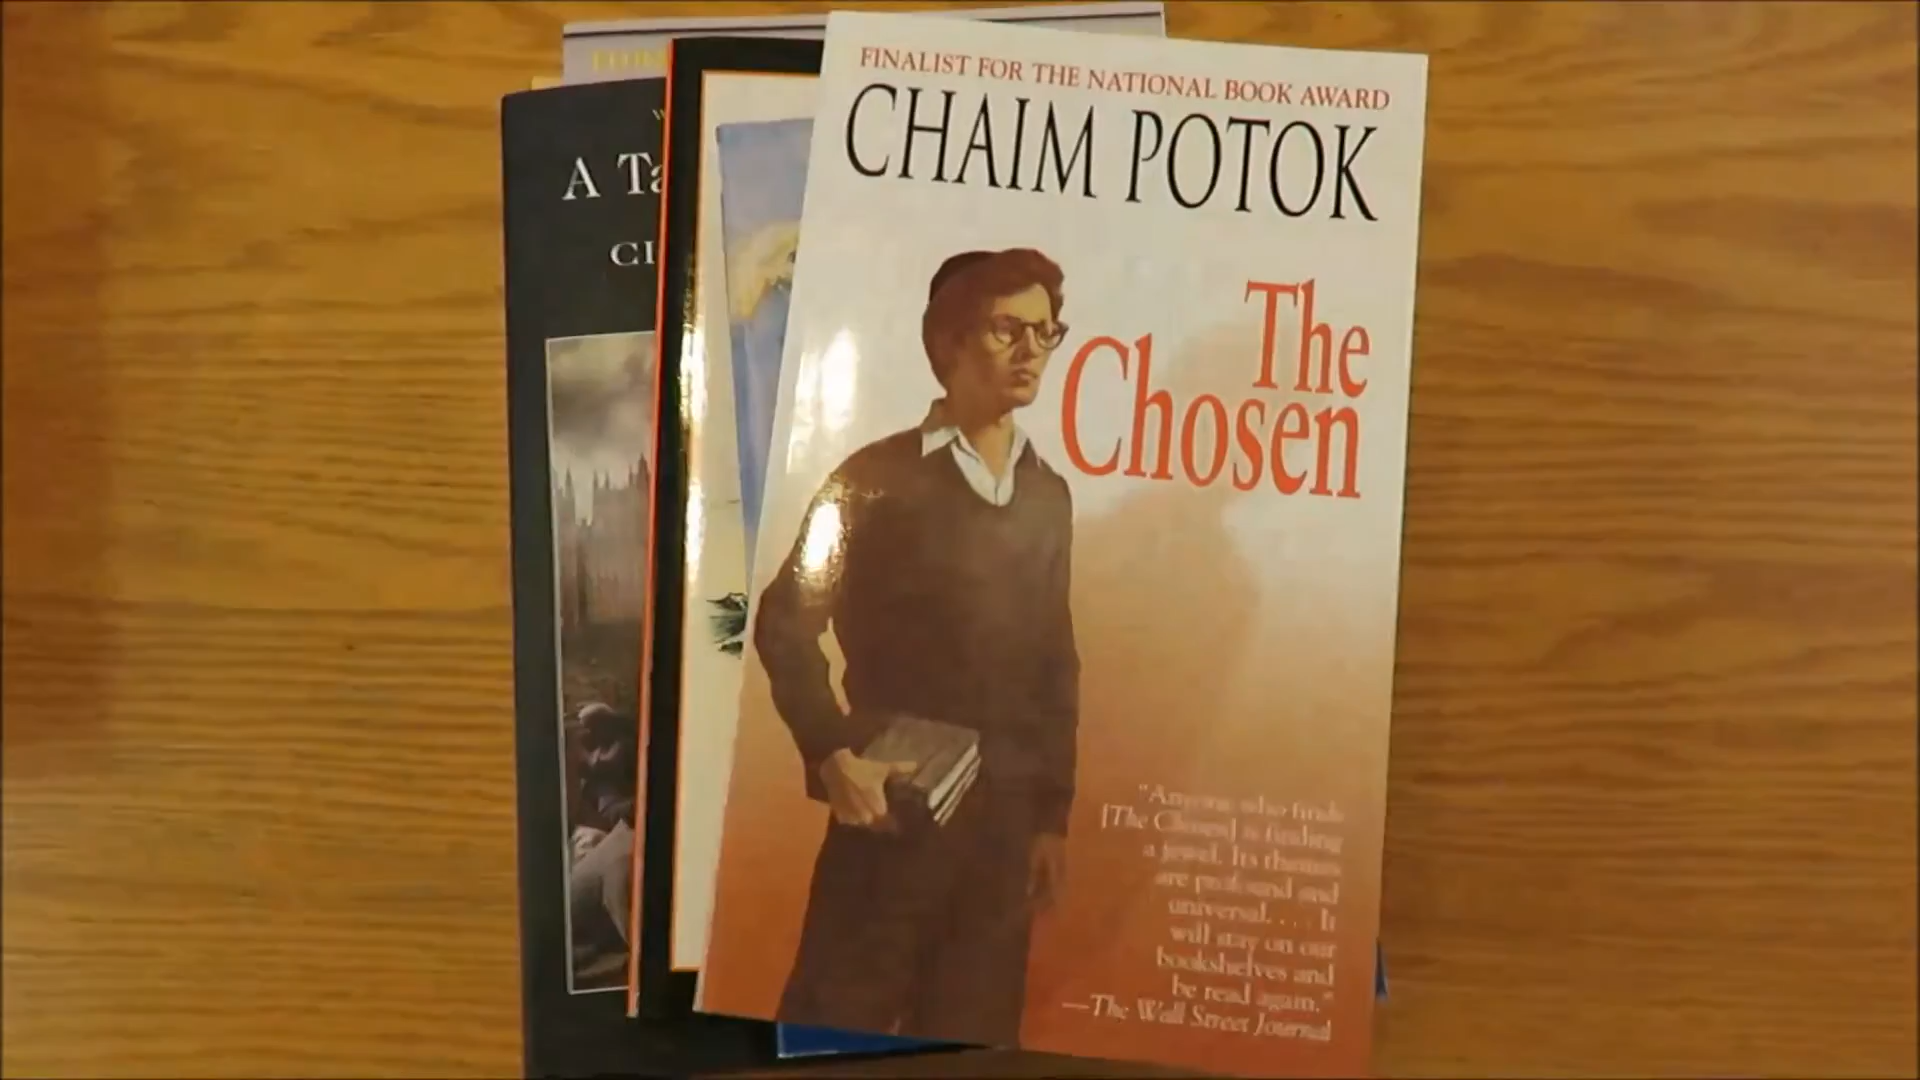 FINALIST FOR THE NATIONAL BOOK AWARD
CHAIM POTOK
The
Chosen
"Anyone who finds
[The Chosen] is finding
a jewel. Its themes
are profound and
universal. . . . It
will stay on our
bookshelves and
be read again."
—The Wall Street Journal
A Ta